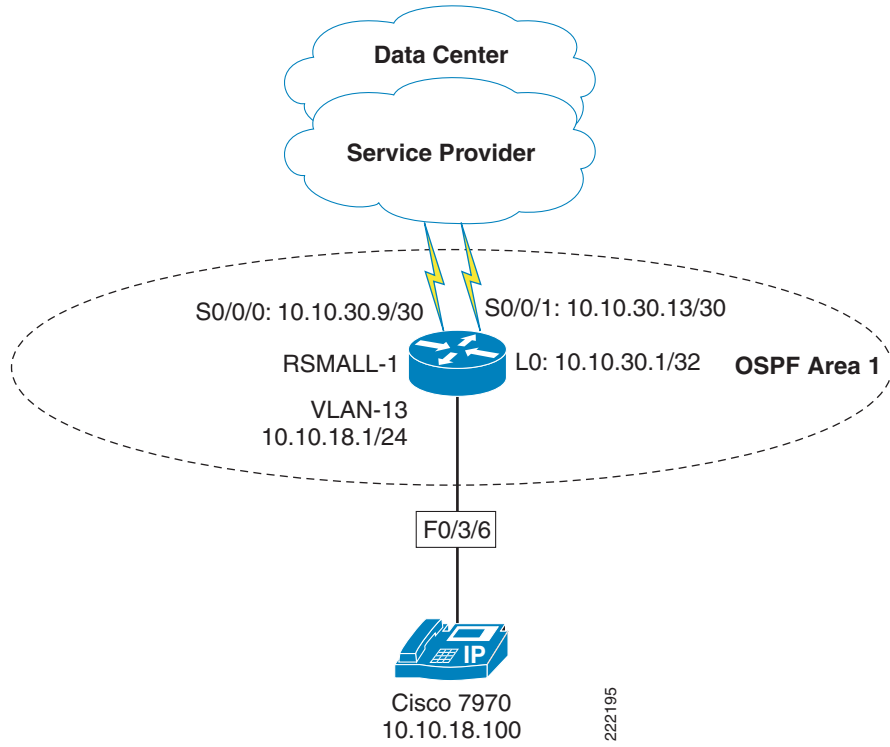 Data Center
Service Provider
S0/0/0: 10.10.30.9/30
S0/0/1: 10.10.30.13/30
RSMALL-1
L0: 10.10.30.1/32
OSPF Area 1
VLAN-13
10.10.18.1/24
F0/3/6
IP
Cisco 7970
10.10.18.100
222195